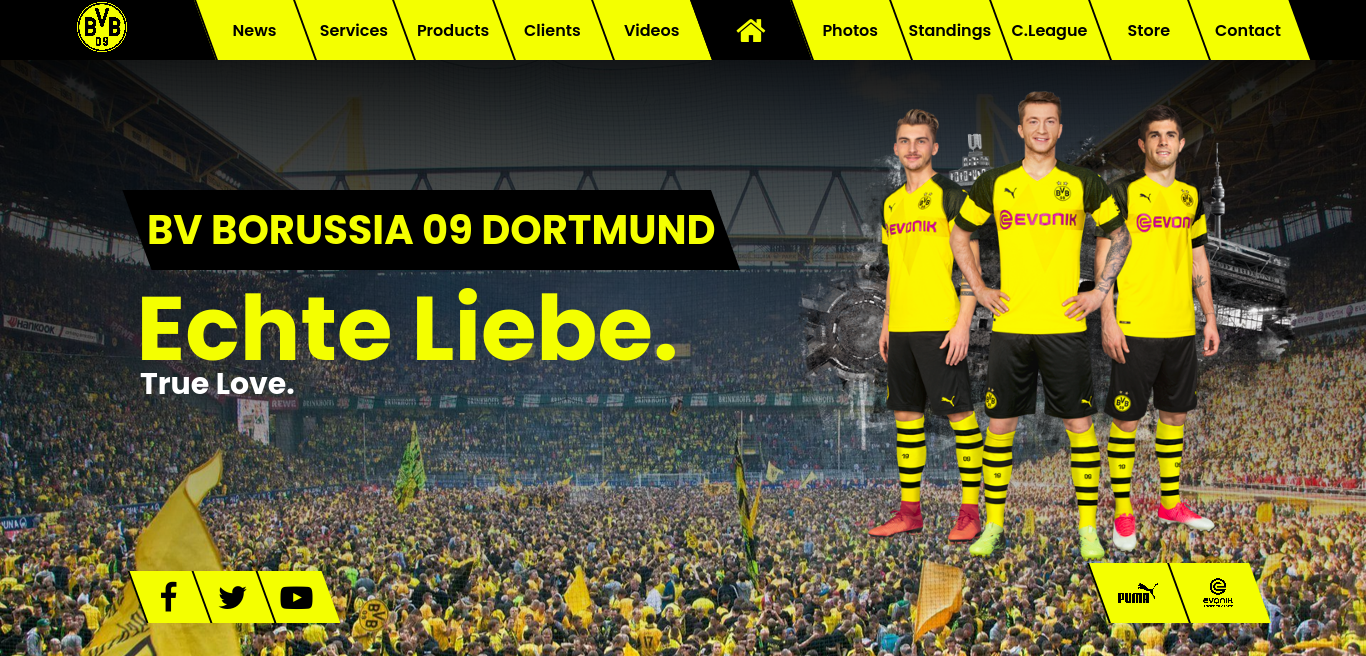 BVB
09
News
Services
Products
Clients
Videos
Photos
Standings
C.League
Store
Contact
BV BORUSSIA 09 DORTMUND
Echte Liebe.
True Love.
EVONIK
EVONIK
EVONIK
HANKOOK
PUMA
EVONIK